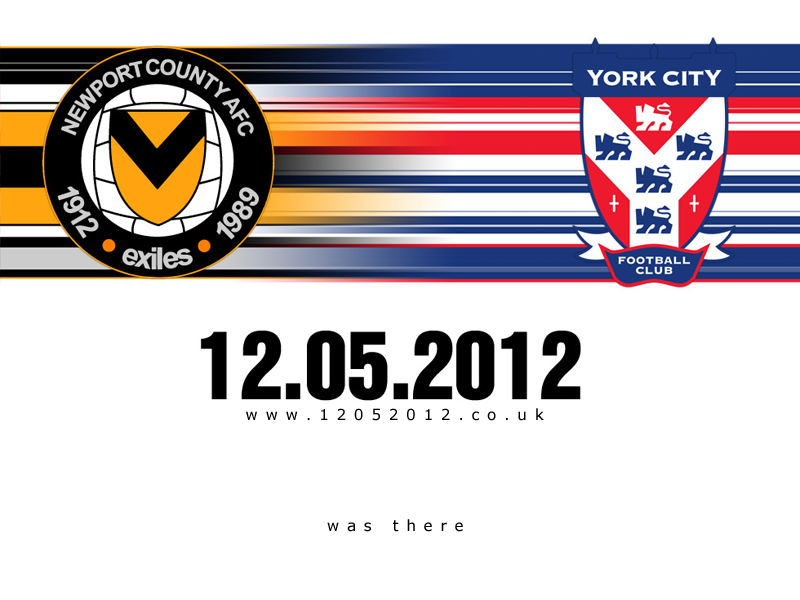 NEWPORT COUNTY AFC
1912
exiles
1989
YORK CITY
FOOTBALL
CLUB
12.05.2012
www.12052012.co.uk
was there